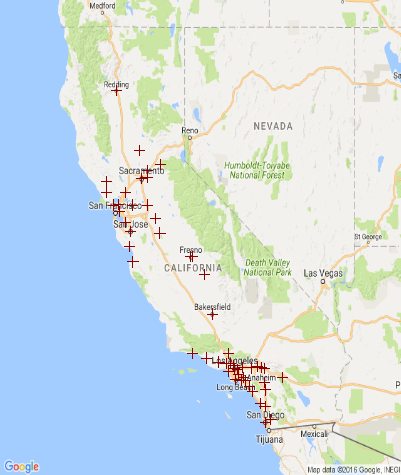 Medford
Redding
Reno
NEVADA
Sacramento
Humboldt-Toiyabe
National Forest
San Francisco
San Jose
St George
Fresno
Death Valley
National Park
CALIFORNIA
Las Vegas
Bakersfield
Los Angeles
Anaheim
Long Beach
San Diego
Tijuana
Mexicali
Google
Map data ©2016 Google, INEGI